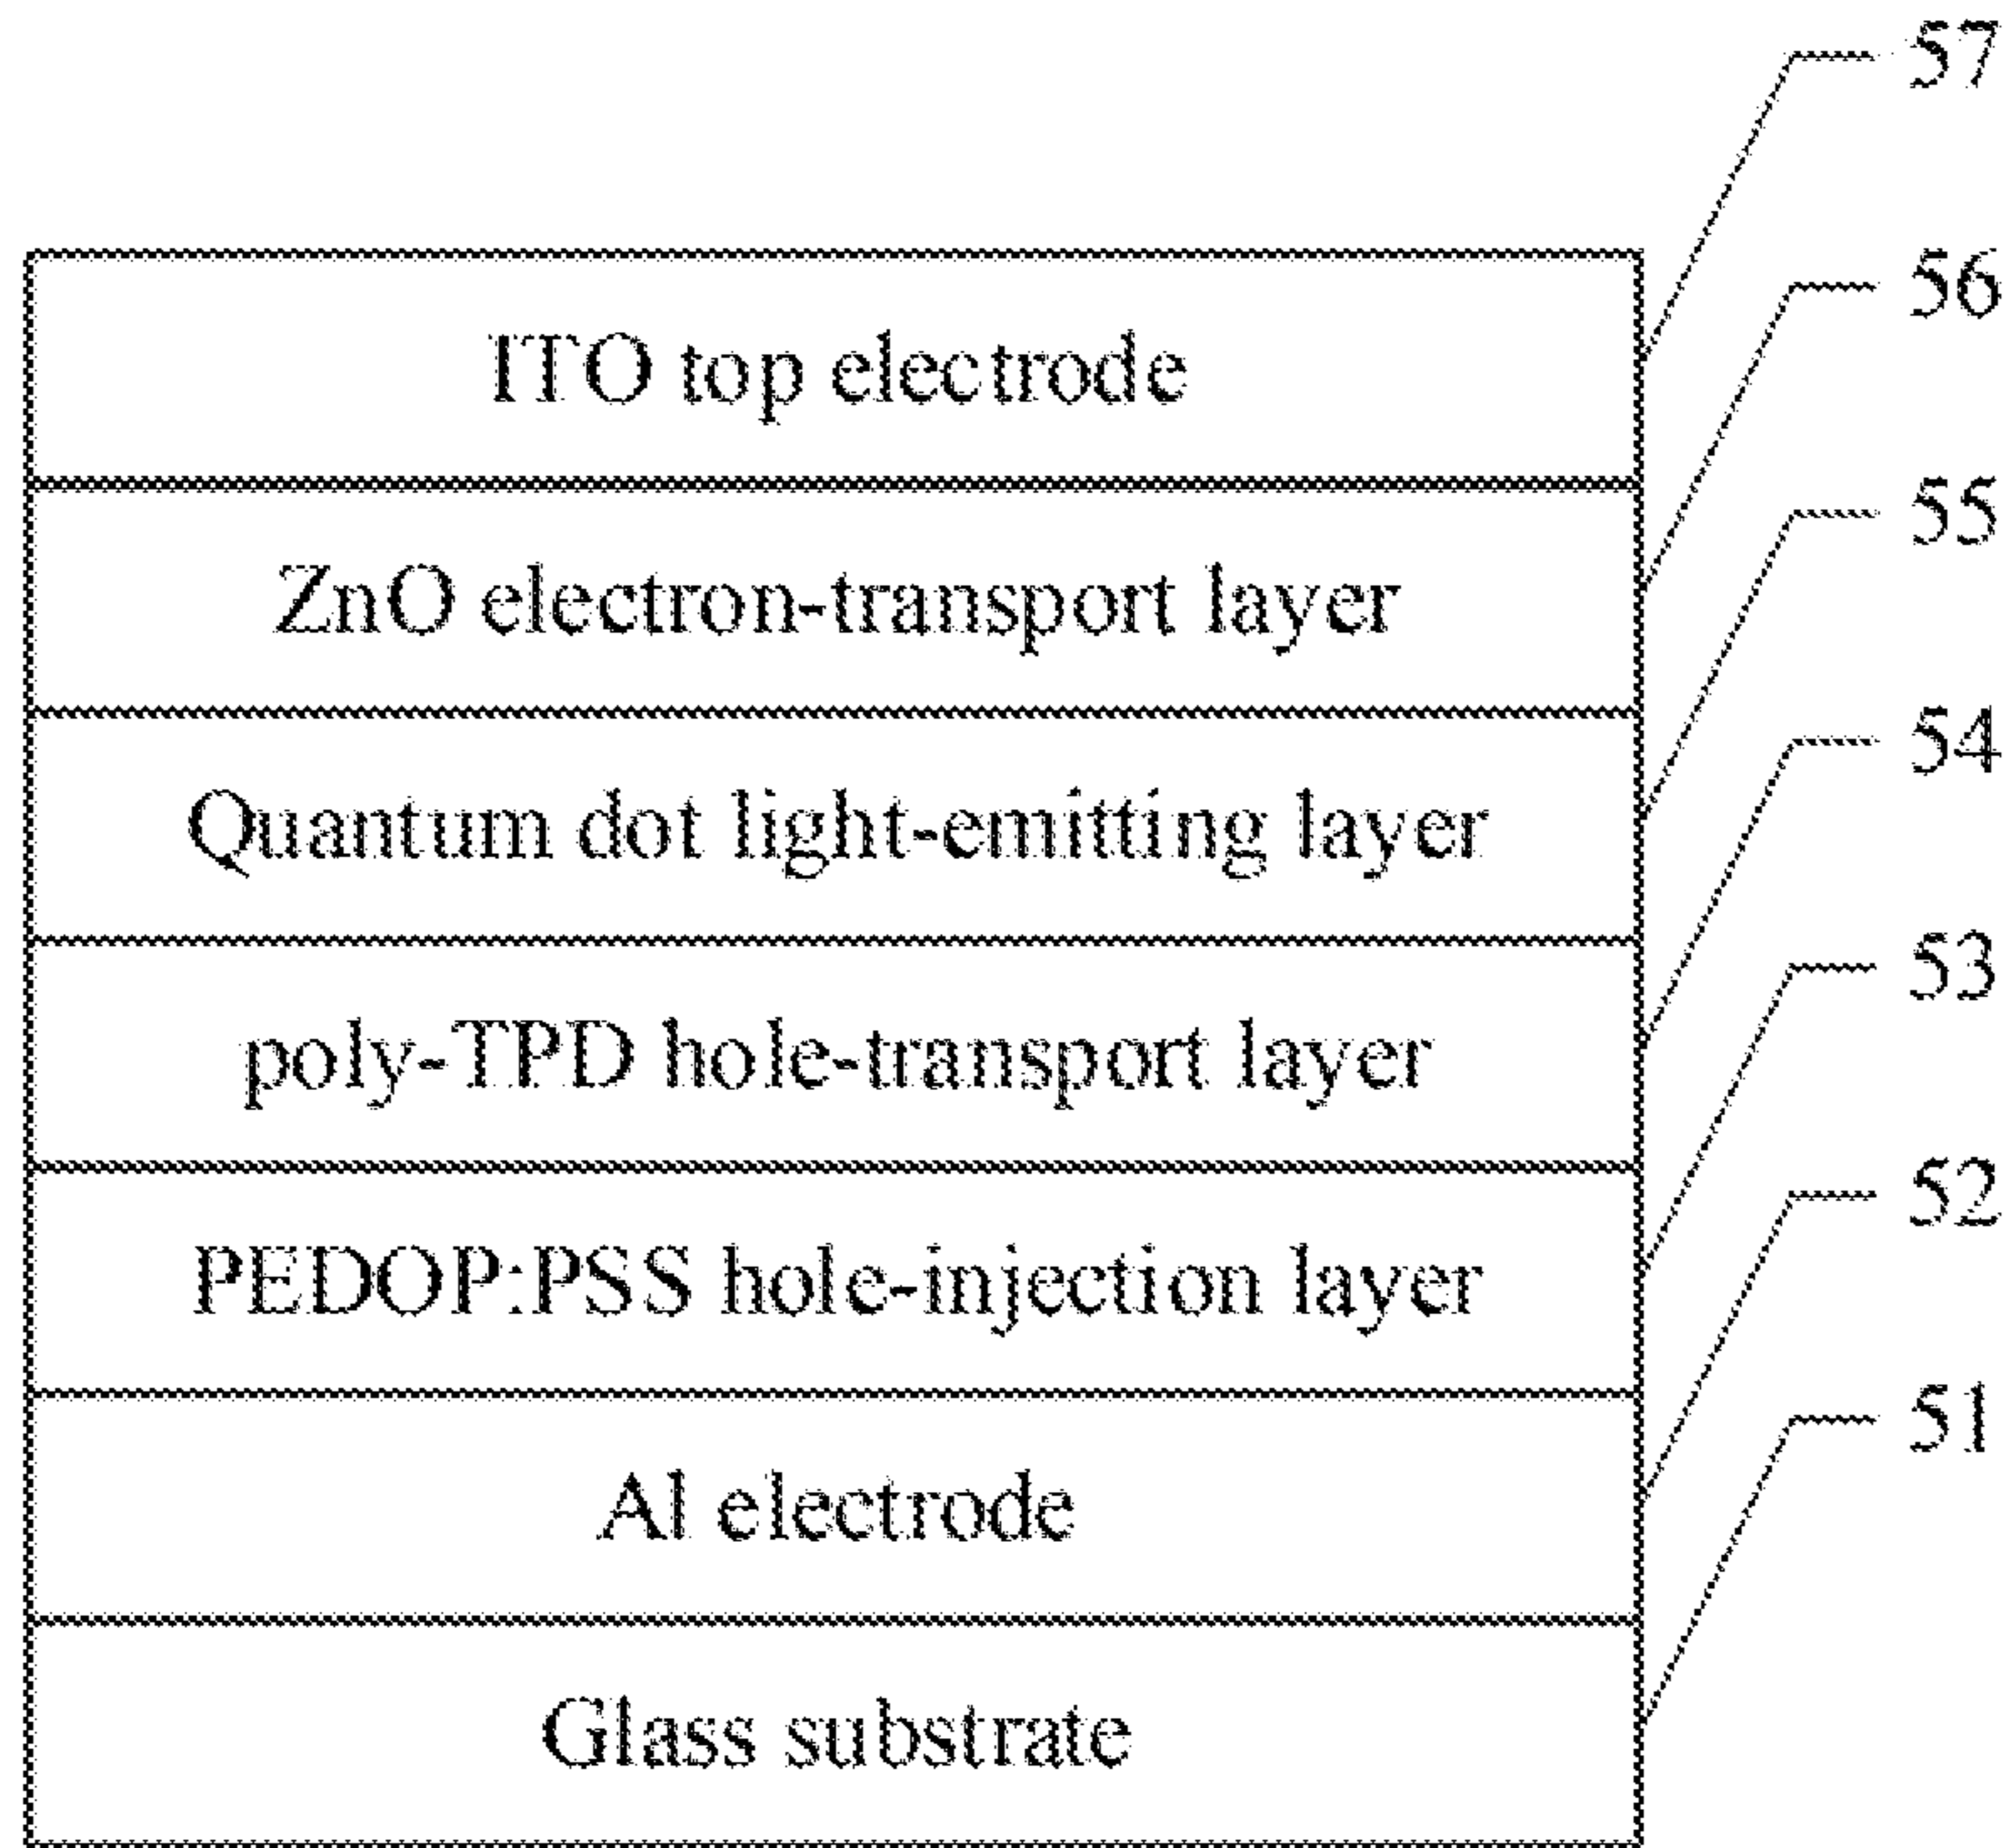 57
56
ITO top electrode
55
ZnO electron-transport layer
54
Quantum dot light-emitting layer
53
poly-TPD hole-transport layer
52
PEDOP:PSS hole-injection layer
51
Al electrode
Glass substrate